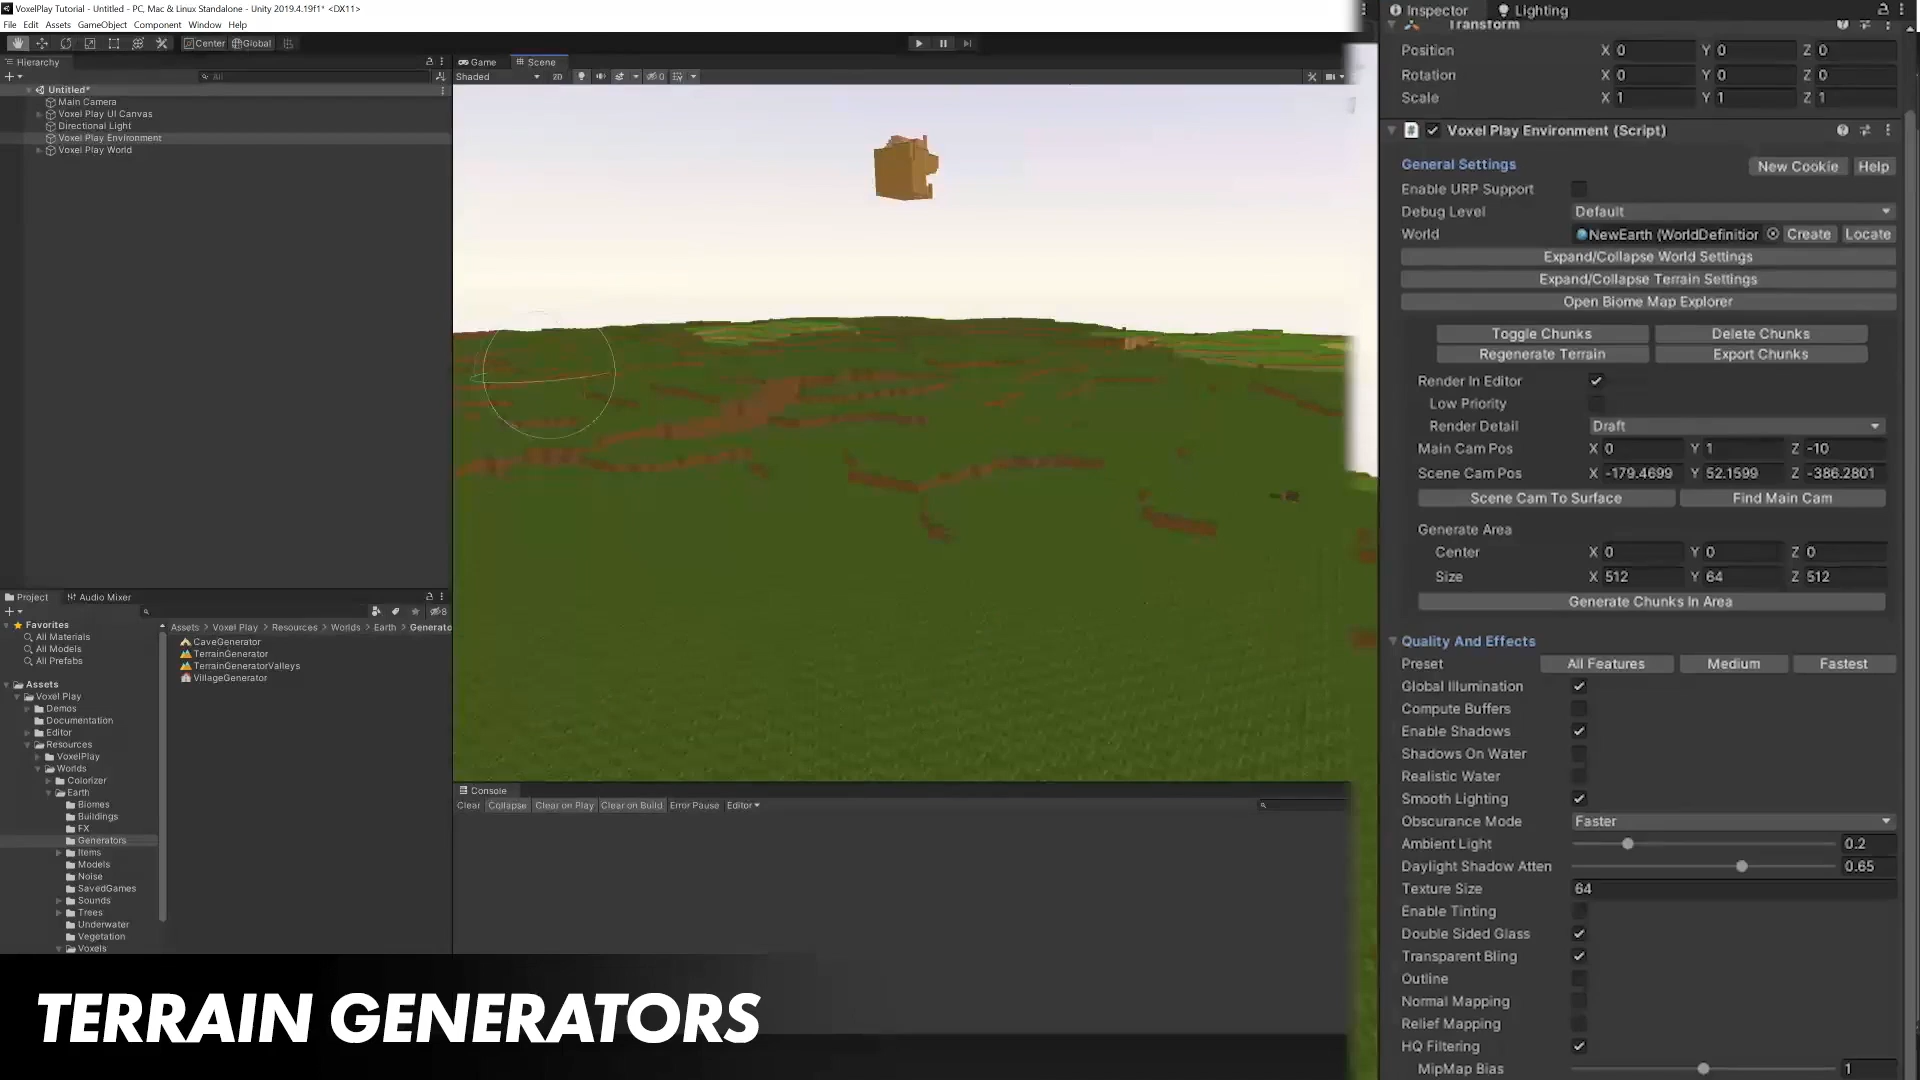 VoxelPlay Tutorial - Untitled - PC, Mac & Linux Standalone - Unity 2019.4.19f1* <DX11>
File Edit Assets GameObject Component Window Help
Center Global
Hierarchy
All
Untitled*
Main Camera
Voxel Play UI Canvas
Directional Light
Voxel Play Environment
Voxel Play World
Game Scene
Shaded 2D 0
Project Audio Mixer
8
Favorites
All Materials
All Models
All Prefabs
Assets
Voxel Play
Demos
Documentation
Editor
Resources
VoxelPlay
Worlds
Colorizer
Earth
Biomes
Buildings
FX
Generators
Items
Models
Noise
SavedGames
Sounds
Trees
Underwater
Vegetation
Voxels
Assets > Voxel Play > Resources > Worlds > Earth > Generato
CaveGenerator
TerrainGenerator
TerrainGeneratorValleys
VillageGenerator
Console
Clear Collapse Clear on Play Clear on Build Error Pause Editor
Inspector Lighting
Transform
Position X 0 Y 0 Z 0
Rotation X 0 Y 0 Z 0
Scale X 1 Y 1 Z 1
# Voxel Play Environment (Script)
General Settings New Cookie Help
Enable URP Support
Debug Level Default
World NewEarth (WorldDefinition Create Locate
Expand/Collapse World Settings
Expand/Collapse Terrain Settings
Open Biome Map Explorer
Toggle Chunks Delete Chunks
Regenerate Terrain Export Chunks
Render In Editor
Low Priority
Render Detail Draft
Main Cam Pos X 0 Y 1 Z -10
Scene Cam Pos X -179.4699 Y 52.1599 Z -386.2801
Scene Cam To Surface Find Main Cam
Generate Area
Center X 0 Y 0 Z 0
Size X 512 Y 64 Z 512
Generate Chunks In Area
Quality And Effects
Preset All Features Medium Fastest
Global Illumination
Compute Buffers
Enable Shadows
Shadows On Water
Realistic Water
Smooth Lighting
Obscurance Mode Faster
Ambient Light 0.2
Daylight Shadow Atten 0.65
Texture Size 64
Enable Tinting
Double Sided Glass
Transparent Bling
Outline
Normal Mapping
Relief Mapping
HQ Filtering
MipMap Bias 1
TERRAIN GENERATORS